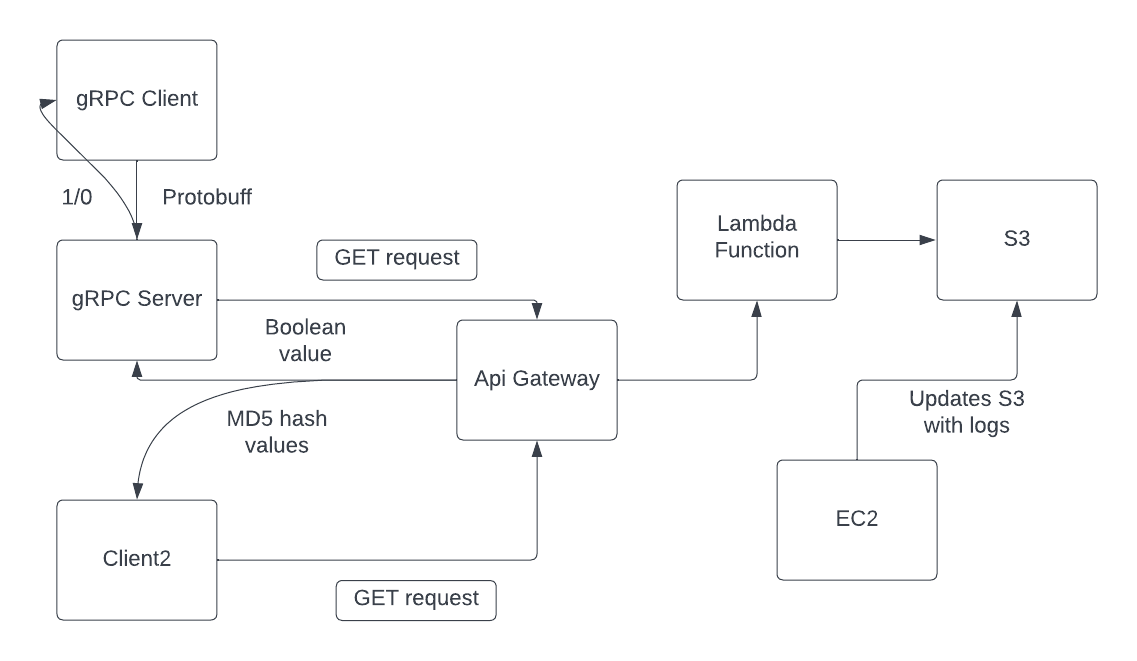 gRPC Client
1/0
Protobuff
gRPC Server
GET request
Boolean
value
Api Gateway
MD5 hash
values
Client2
GET request
Lambda
Function
S3
Updates S3
with logs
EC2